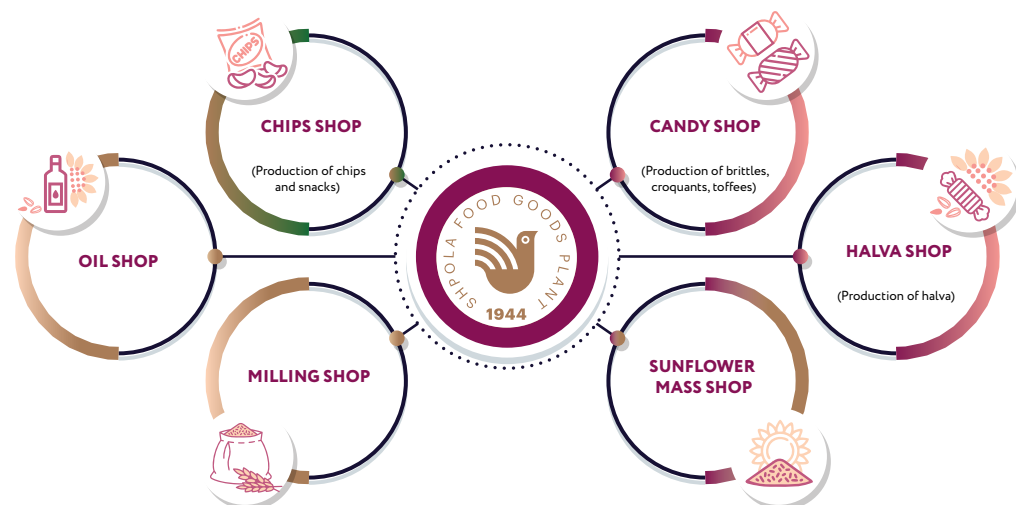 CHIPS
CHIPS SHOP
(Production of chips
and snacks)
CANDY SHOP
(Production of brittles,
croquants, toffees)
OIL SHOP
SHPOLA FOOD GOODS PLANT
1944
HALVA SHOP
(Production of halva)
MILLING SHOP
SUNFLOWER
MASS SHOP